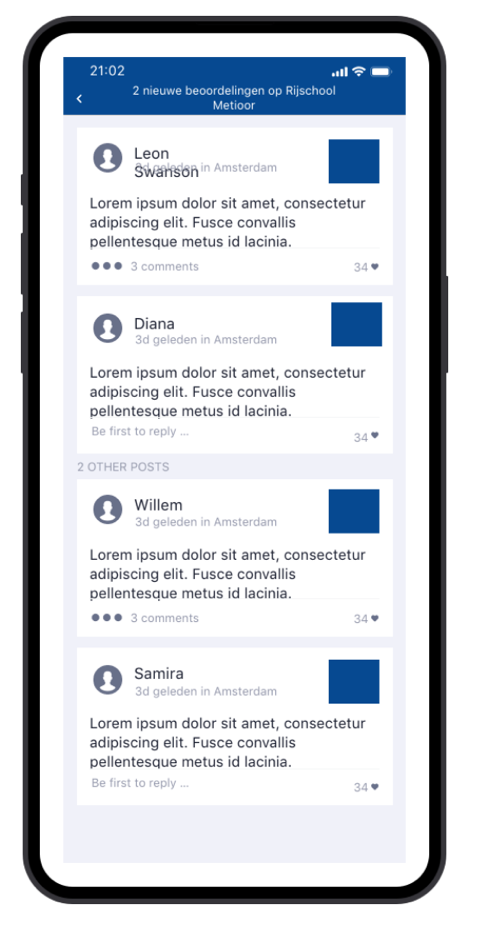 21:02
2 nieuwe beoordelingen op Rijschool
Metioor
Leon
Swanson
3d geleden in Amsterdam
Lorem ipsum dolor sit amet, consectetur
adipiscing elit. Fusce convallis
pellentesque metus id lacinia.
3 comments
34
Diana
3d geleden in Amsterdam
Lorem ipsum dolor sit amet, consectetur
adipiscing elit. Fusce convallis
pellentesque metus id lacinia.
Be first to reply ...
34
2 OTHER POSTS
Willem
3d geleden in Amsterdam
Lorem ipsum dolor sit amet, consectetur
adipiscing elit. Fusce convallis
pellentesque metus id lacinia.
3 comments
34
Samira
3d geleden in Amsterdam
Lorem ipsum dolor sit amet, consectetur
adipiscing elit. Fusce convallis
pellentesque metus id lacinia.
Be first to reply ...
34